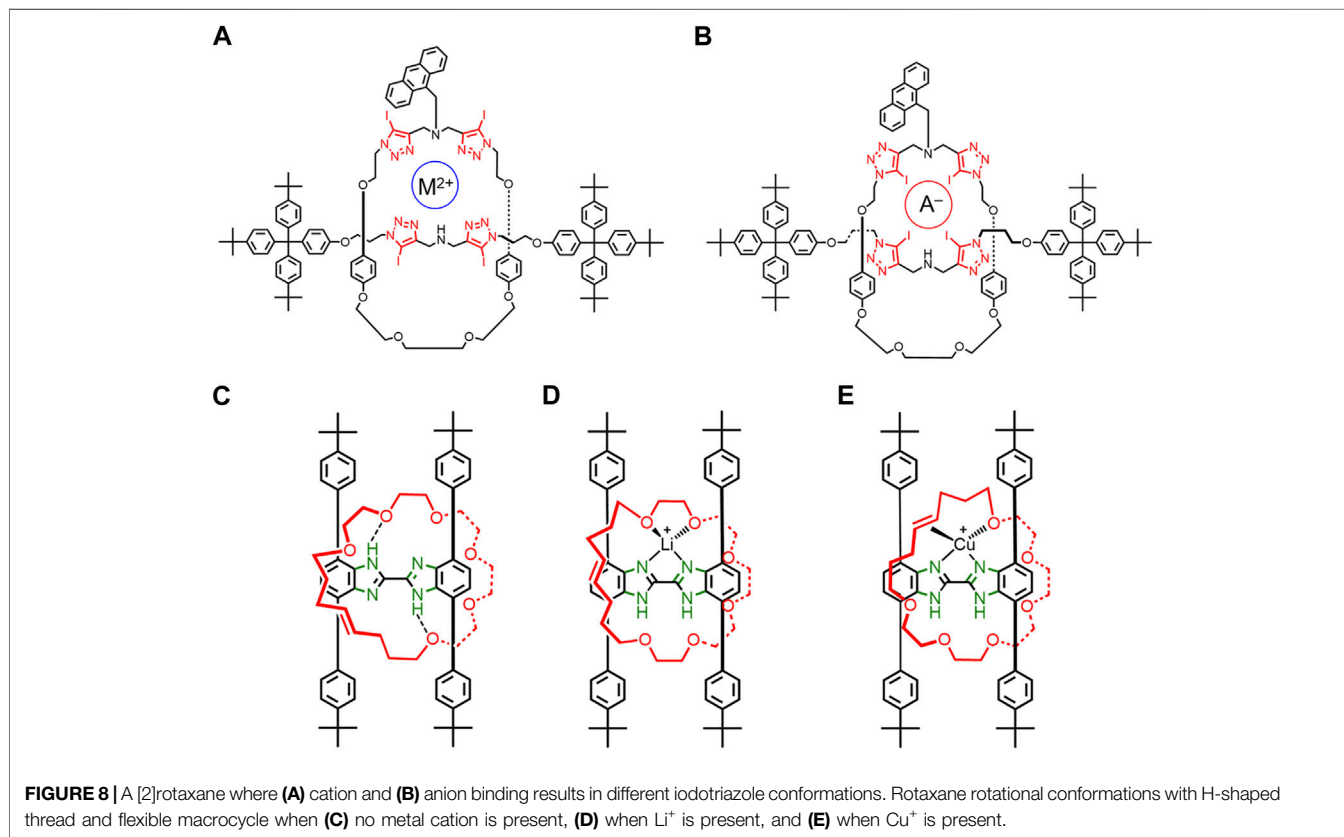 A
B
M2+
A−
C
D
E
FIGURE 8 | A [2]rotaxane where (A) cation and (B) anion binding results in different iodotriazole conformations. Rotaxane rotational conformations with H-shaped
thread and flexible macrocycle when (C) no metal cation is present, (D) when Li+ is present, and (E) when Cu+ is present.